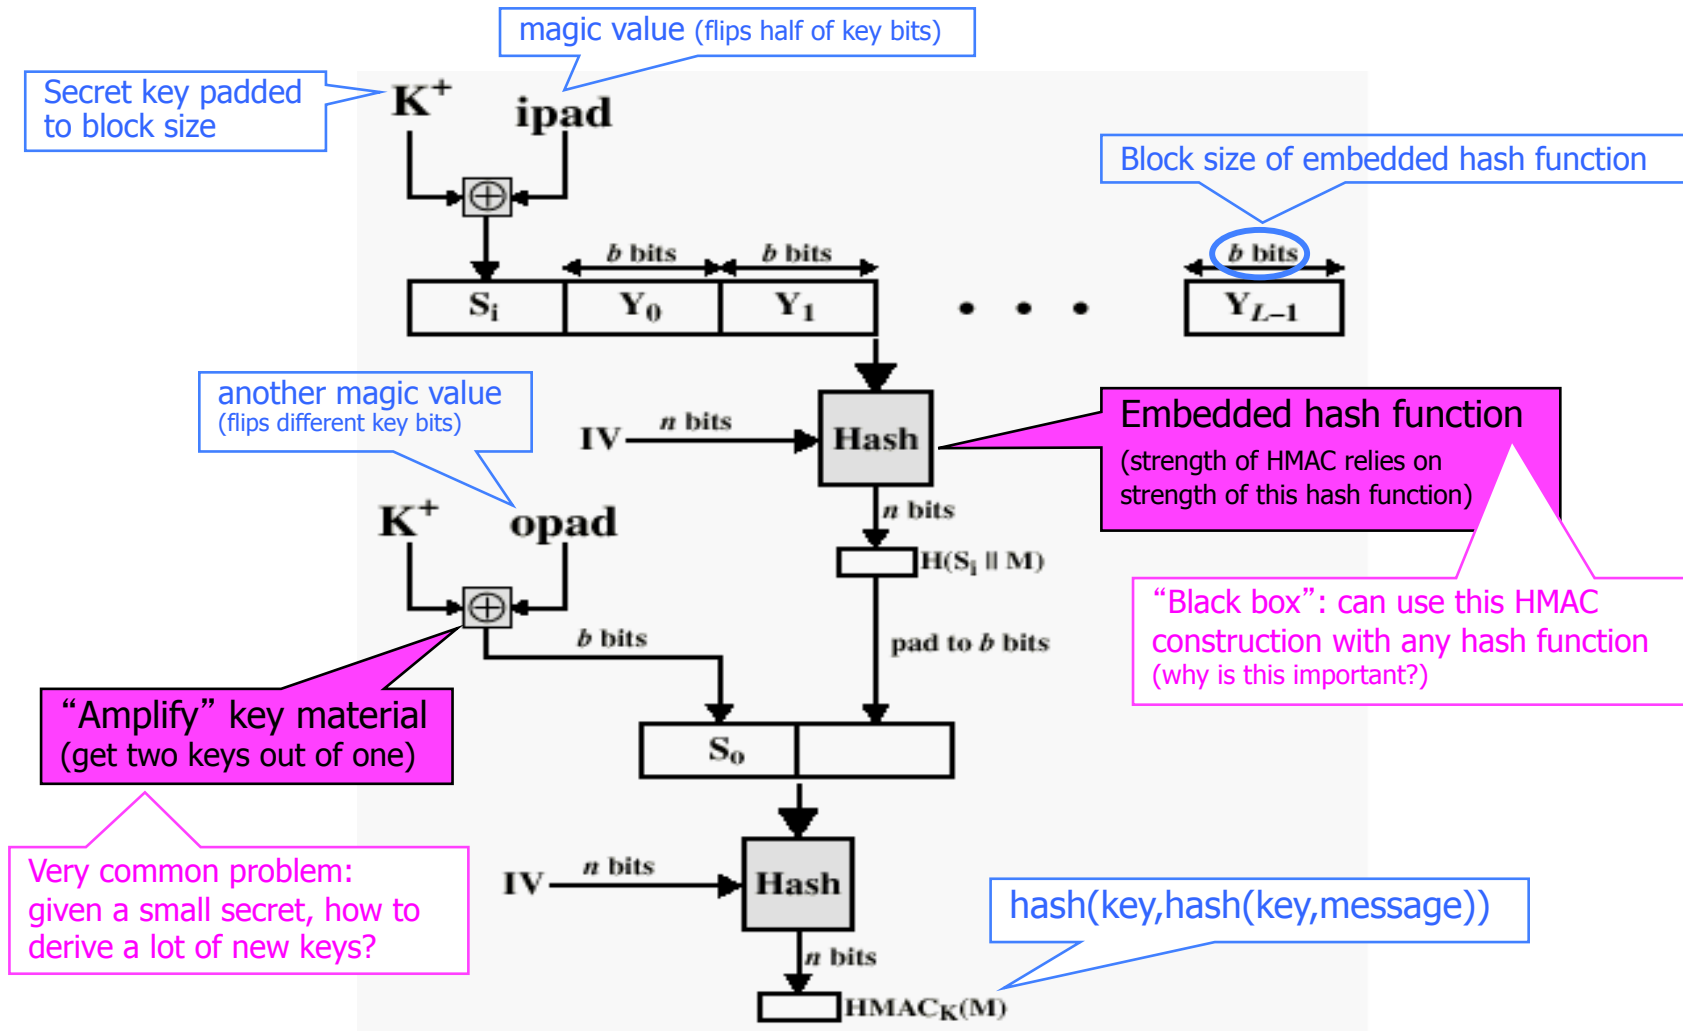 magic value (flips half of key bits)
Secret key padded
to block size
K⁺
ipad
Block size of embedded hash function
⊕
b bits
b bits
b bits
Sᵢ
Y₀
Y₁
• • •
Y_{L–1}
another magic value
(flips different key bits)
IV
n bits
Hash
Embedded hash function
(strength of HMAC relies on
strength of this hash function)
n bits
K⁺
opad
H(Sᵢ || M)
“Black box”: can use this HMAC
construction with any hash function
(why is this important?)
⊕
b bits
pad to b bits
“Amplify” key material
(get two keys out of one)
Sₒ
Very common problem:
given a small secret, how to
derive a lot of new keys?
IV
n bits
Hash
hash(key,hash(key,message))
n bits
HMAC_K(M)